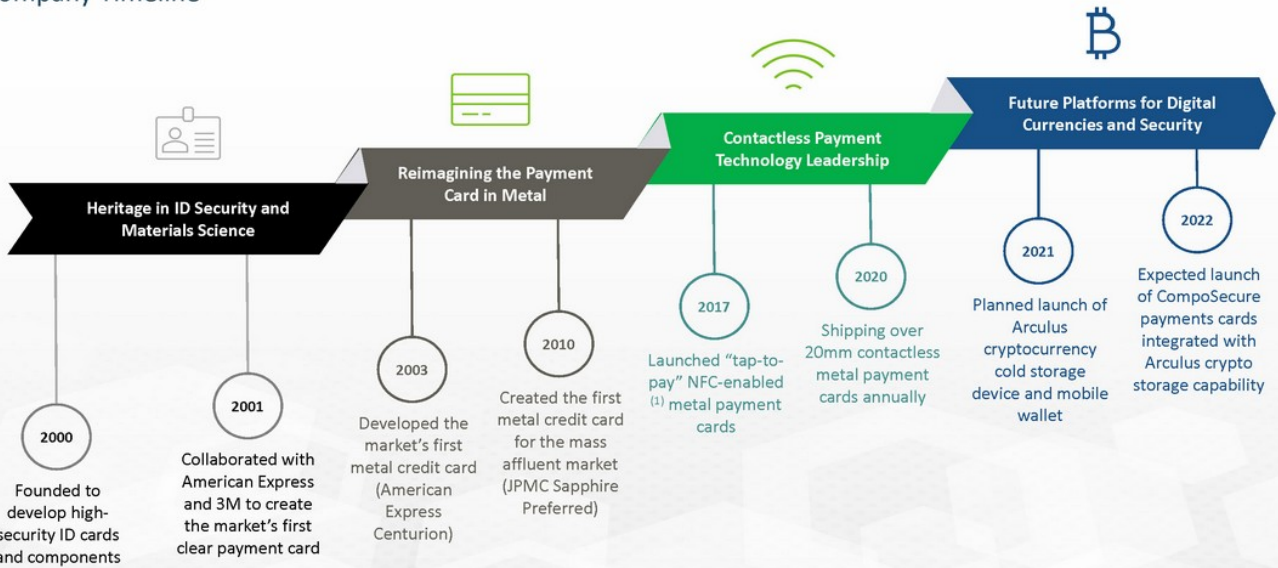 ompany Timeline
Heritage in ID Security and
Materials Science
Reimagining the Payment
Card in Metal
Contactless Payment
Technology Leadership
Future Platforms for Digital
Currencies and Security
2000
Founded to
develop high-
security ID cards
and components
2001
Collaborated with
American Express
and 3M to create
the market's first
clear payment card
2003
Developed the
market's first
metal credit card
(American
Express
Centurion)
2010
Created the first
metal credit card
for the mass
affluent market
(JPMC Sapphire
Preferred)
2017
Launched "tap-to-
pay" NFC-enabled
(1) metal payment
cards
2020
Shipping over
20mm contactless
metal payment
cards annually
2021
Planned launch of
Arculus
cryptocurrency
cold storage
device and mobile
wallet
2022
Expected launch
of CompoSecure
payments cards
integrated with
Arculus crypto
storage capability